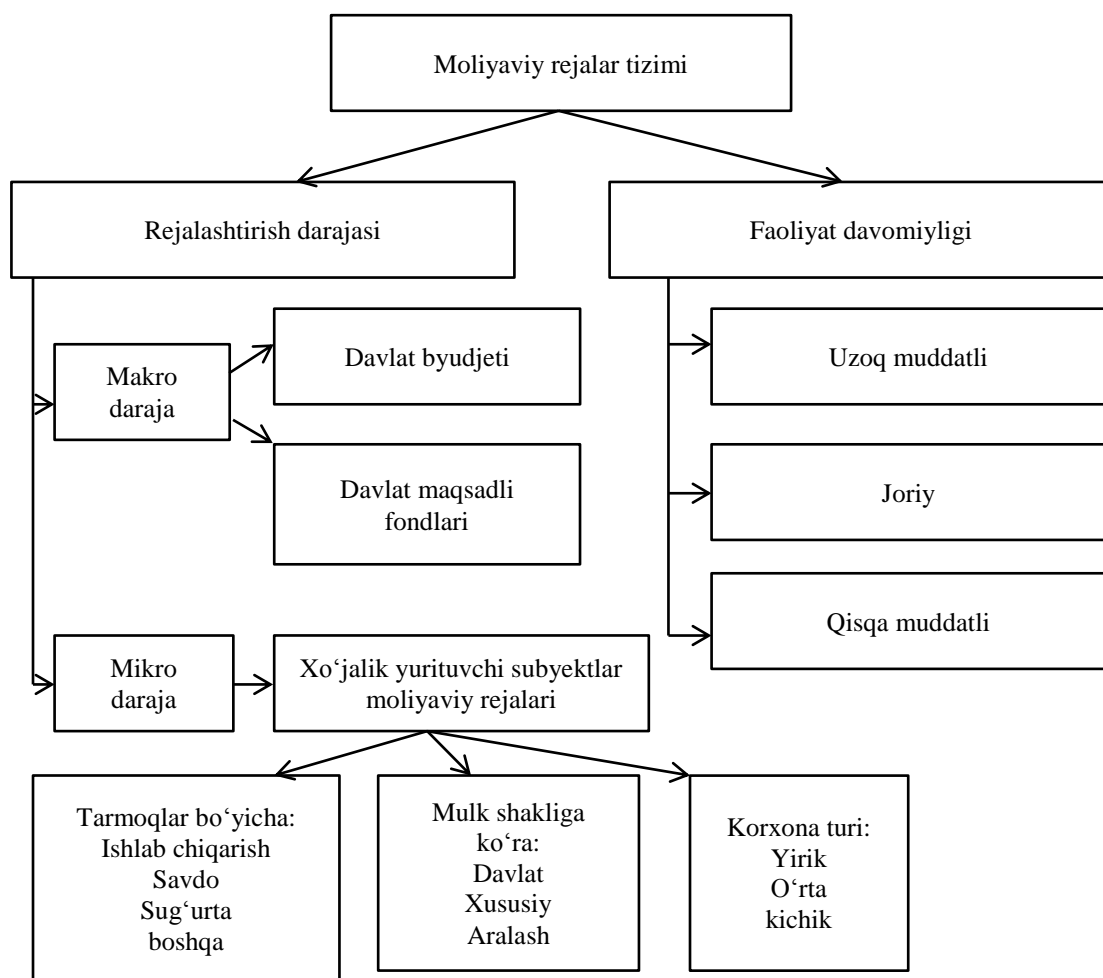 Moliyaviy rejalar tizimi
Rejalashtirish darajasi
Faoliyat davomiyligi
Makro
daraja
Davlat byudjeti
Davlat maqsadli
fondlari
Uzoq muddatli
Joriy
Qisqa muddatli
Mikro
daraja
Xo‘jalik yurituvchi subyektlar
moliyaviy rejalari
Tarmoqlar bo‘yicha:
Ishlab chiqarish
Savdo
Sug‘urta
boshqa
Mulk shakliga
ko‘ra:
Davlat
Xususiy
Aralash
Korxona turi:
Yirik
O‘rta
kichik